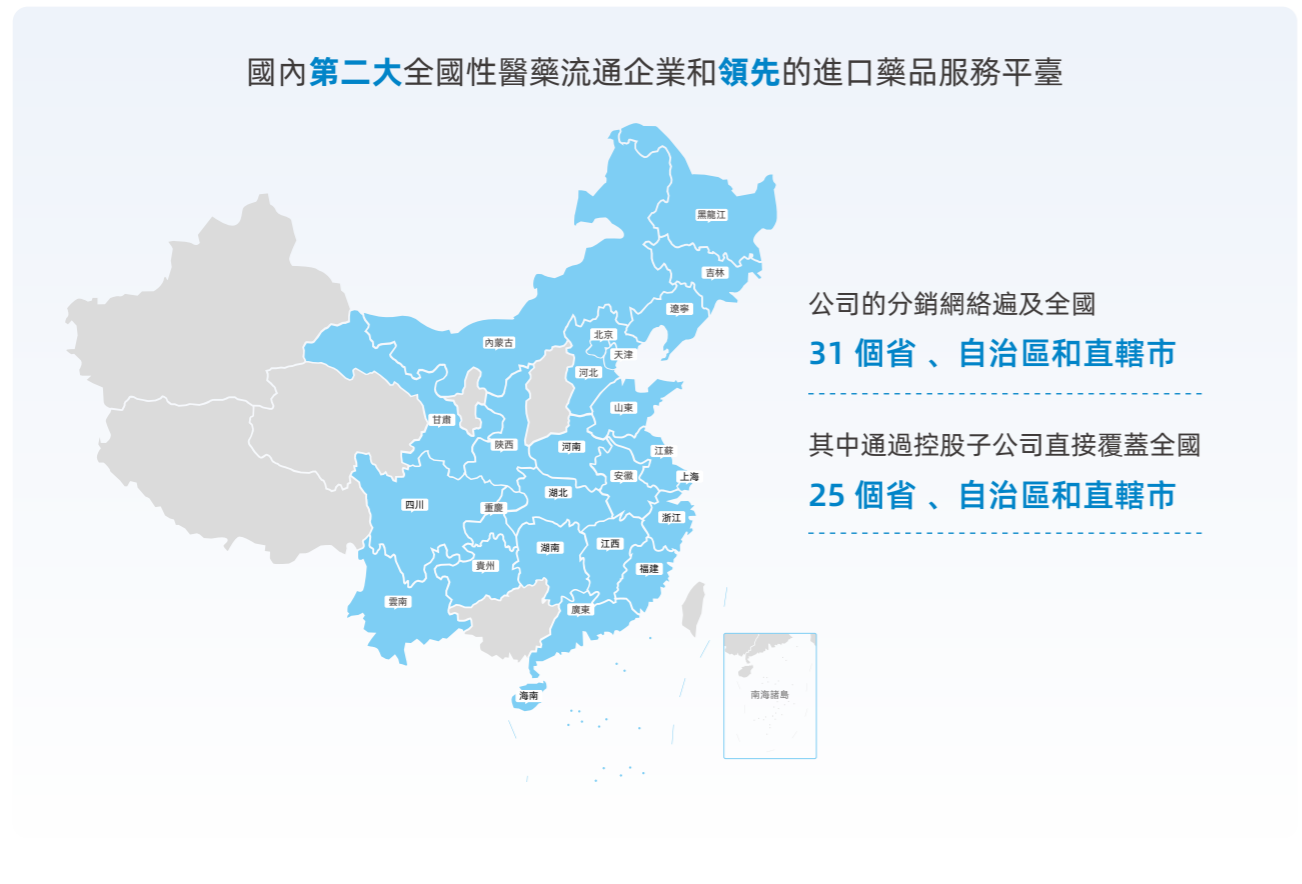 國內第二大全國性醫藥流通企業和領先的進口藥品服務平臺
黑龍江
吉林
遼寧
北京
內蒙古
天津
河北
山東
甘肅
陝西
河南
江蘇
安徽
上海
四川
湖北
重慶
浙江
湖南
江西
貴州
福建
雲南
廣東
海南
南海諸島
公司的分銷網絡遍及全國
31 個省 、自治區和直轄市
其中通過控股子公司直接覆蓋全國
25 個省 、自治區和直轄市